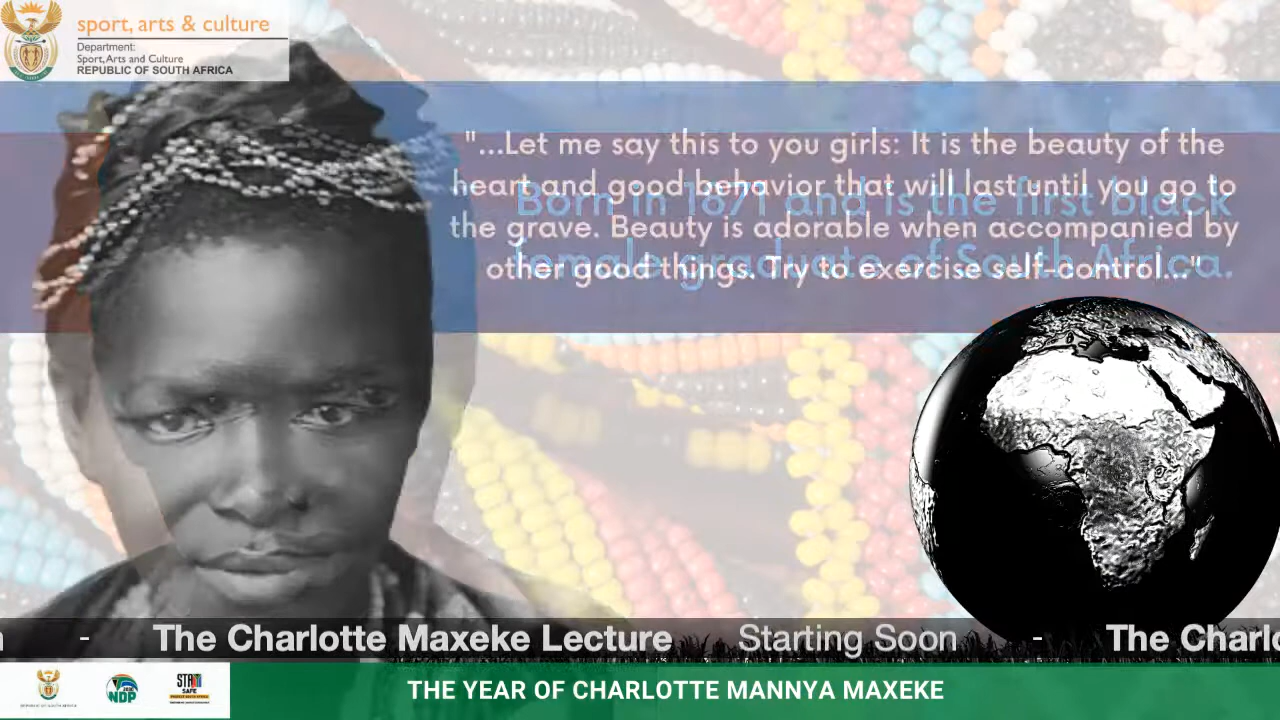 sport, arts & culture
Department:
Sport, Arts and Culture
REPUBLIC OF SOUTH AFRICA
"...Let me say this to you girls: It is the beauty of the
heart and good behavior that will last until you go to
the grave. Beauty is adorable when accompanied by
other good things. Try to exercise self-control..."
Born in 1871 and is the first black
female graduate of South Africa.
- The Charlotte Maxeke Lecture Starting Soon - The Charlo
NDP
STAY
SAFE
THE YEAR OF CHARLOTTE MANNYA MAXEKE